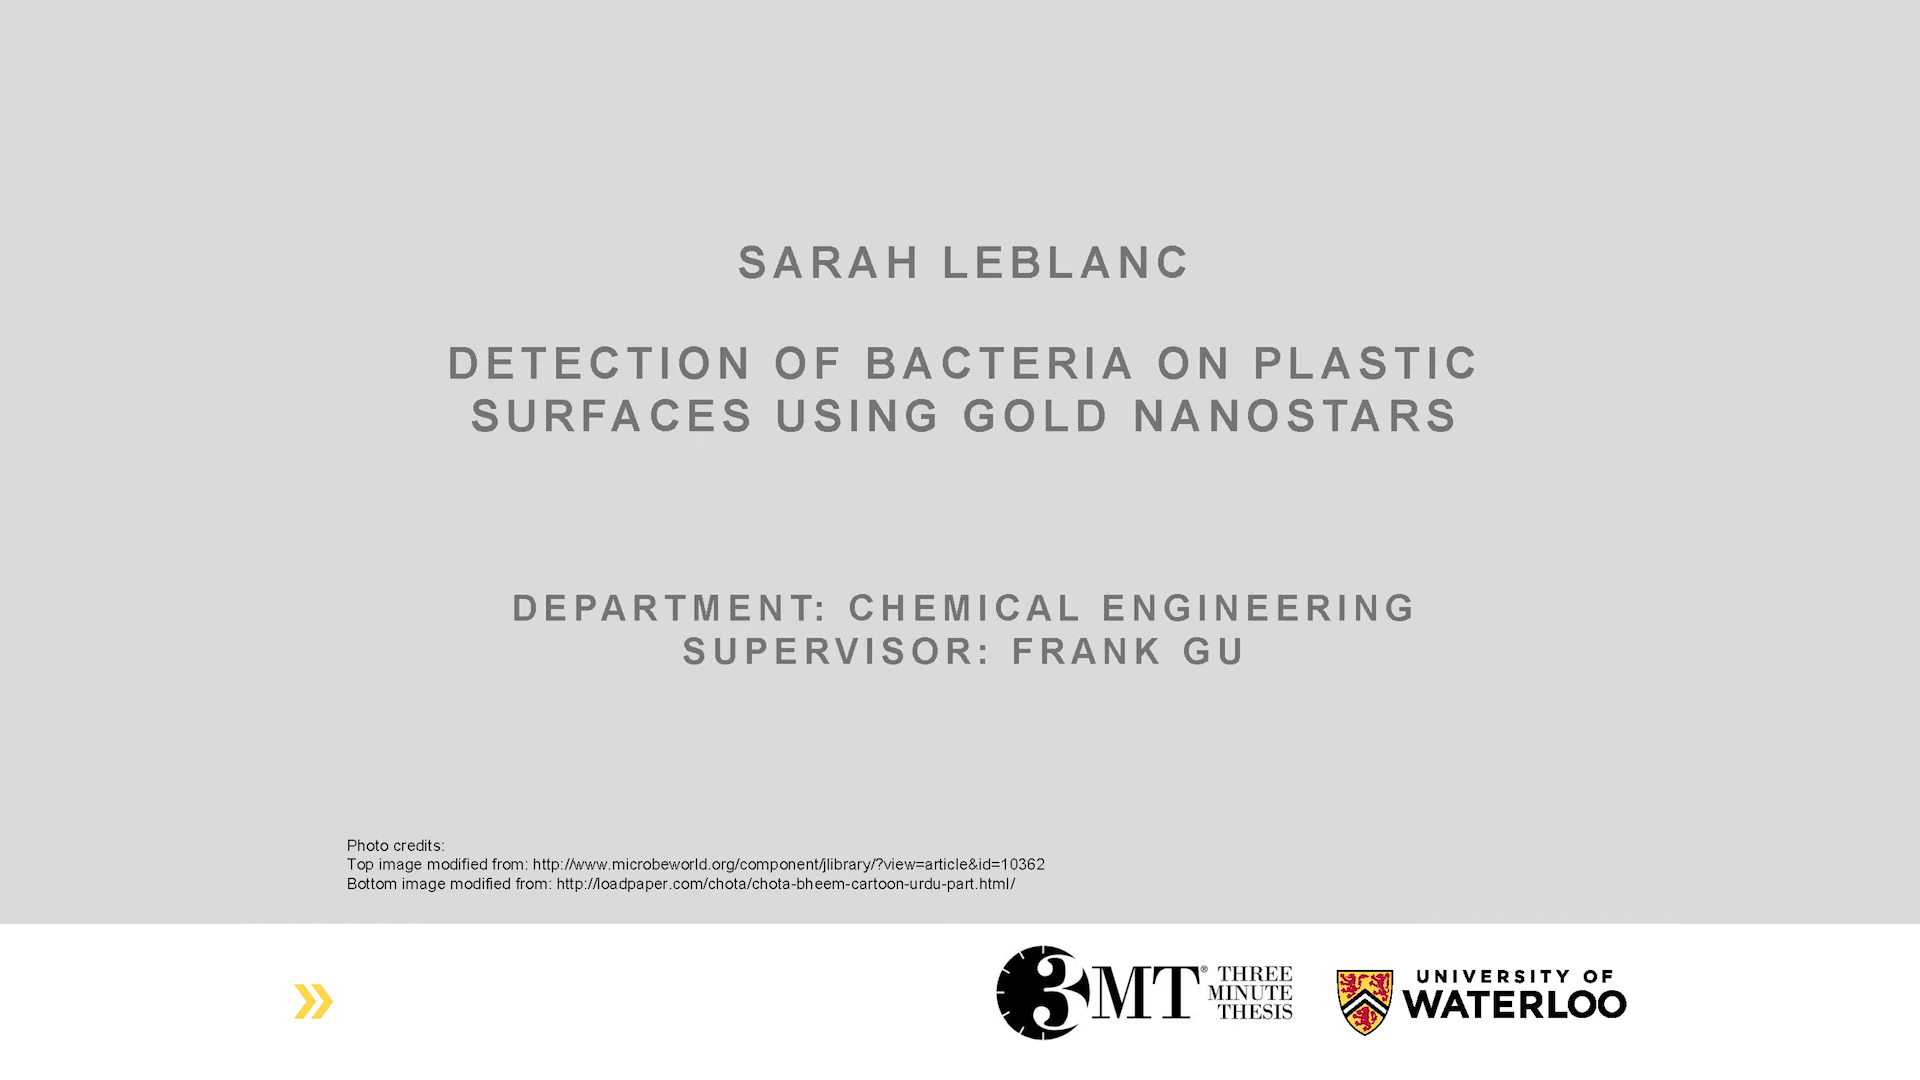 SARAH LEBLANC
DETECTION OF BACTERIA ON PLASTIC
SURFACES USING GOLD NANOSTARS
DEPARTMENT: CHEMICAL ENGINEERING
SUPERVISOR: FRANK GU
Photo credits:
Top image modified from: http://www.microbeworld.org/component/jlibrary/?view=article&id=10362
Bottom image modified from: http://loadpaper.com/chota/chota-bheem-cartoon-urdu-part.html/
3MT® THREE
MINUTE
THESIS
UNIVERSITY OF
WATERLOO